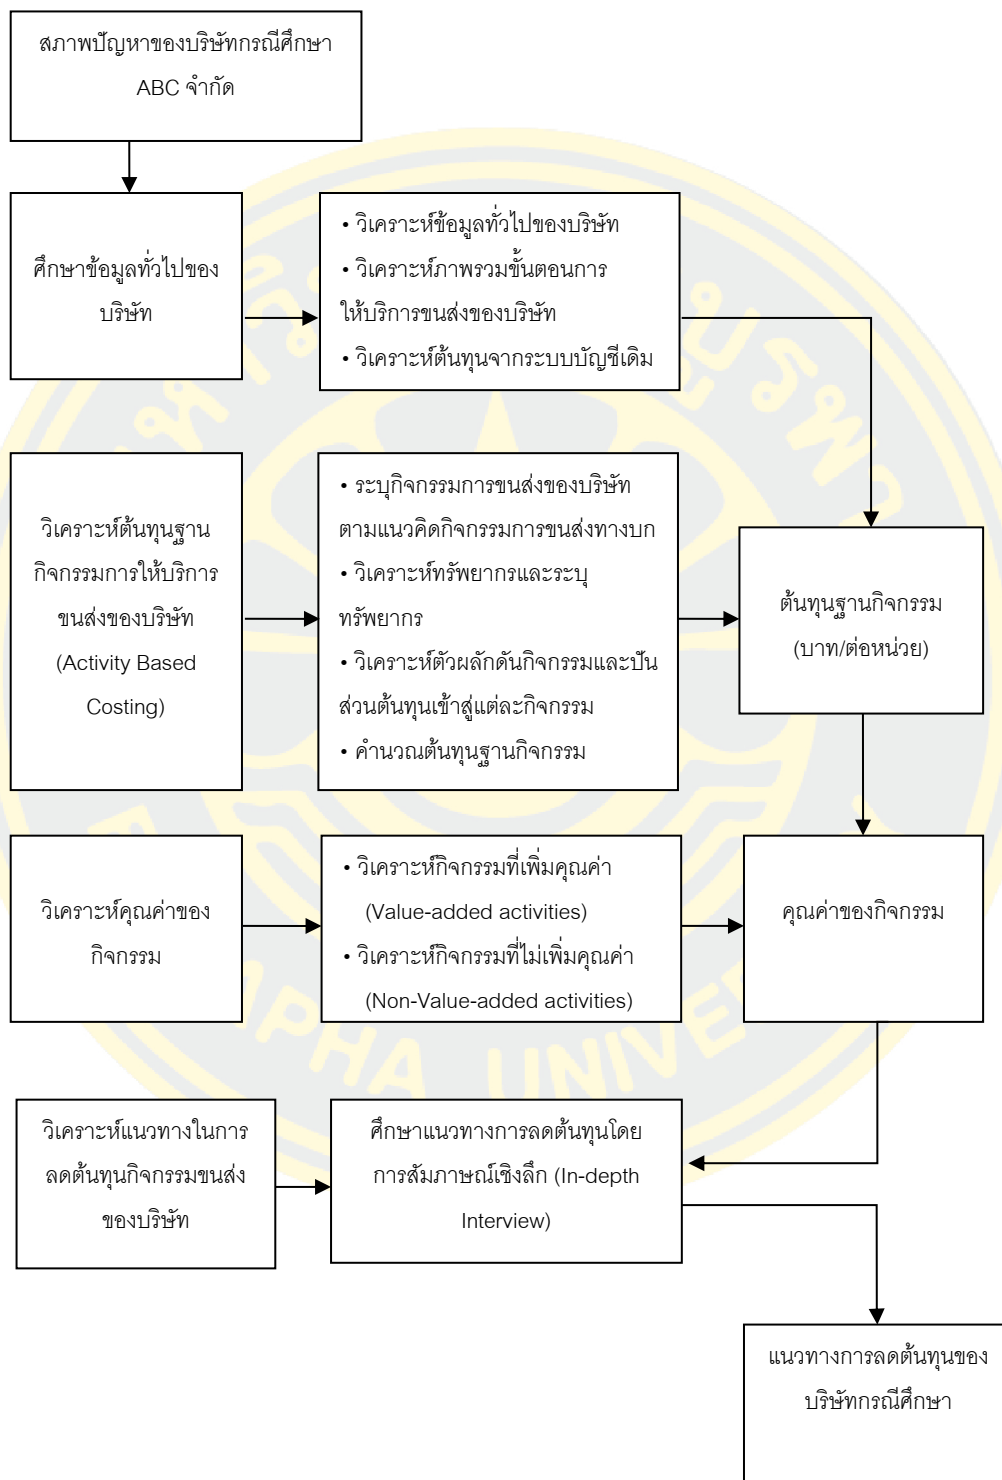 สภาพปัญหาของบริษัทกรณีศึกษา
ABC จำกัด
ศึกษาข้อมูลทั่วไปของ
บริษัท
• วิเคราะห์ข้อมูลทั่วไปของบริษัท
• วิเคราะห์ภาพรวมขั้นตอนการ
ให้บริการขนส่งของบริษัท
• วิเคราะห์ต้นทุนจากระบบบัญชีเดิม
วิเคราะห์ต้นทุนฐาน
กิจกรรมการให้บริการ
ขนส่งของบริษัท
(Activity Based
Costing)
• ระบุกิจกรรมการขนส่งของบริษัท
ตามแนวคิดกิจกรรมการขนส่งทางบก
• วิเคราะห์ทรัพยากรและระบุ
ทรัพยากร
• วิเคราะห์ตัวผลักดันกิจกรรมและปัน
ส่วนต้นทุนเข้าสู่แต่ละกิจกรรม
• คำนวณต้นทุนฐานกิจกรรม
ต้นทุนฐานกิจกรรม
(บาท/ต่อหน่วย)
วิเคราะห์คุณค่าของ
กิจกรรม
• วิเคราะห์กิจกรรมที่เพิ่มคุณค่า
(Value-added activities)
• วิเคราะห์กิจกรรมที่ไม่เพิ่มคุณค่า
(Non-Value-added activities)
คุณค่าของกิจกรรม
วิเคราะห์แนวทางในการ
ลดต้นทุนกิจกรรมขนส่ง
ของบริษัท
ศึกษาแนวทางการลดต้นทุนโดย
การสัมภาษณ์เชิงลึก (In-depth
Interview)
แนวทางการลดต้นทุนของ
บริษัทกรณีศึกษา